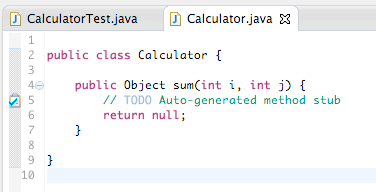 CalculatorTest.java Calculator.java
1
2 public class Calculator {
3
4 public Object sum(int i, int j) {
5 // TODO Auto-generated method stub
6 return null;
7 }
8
9 }
10